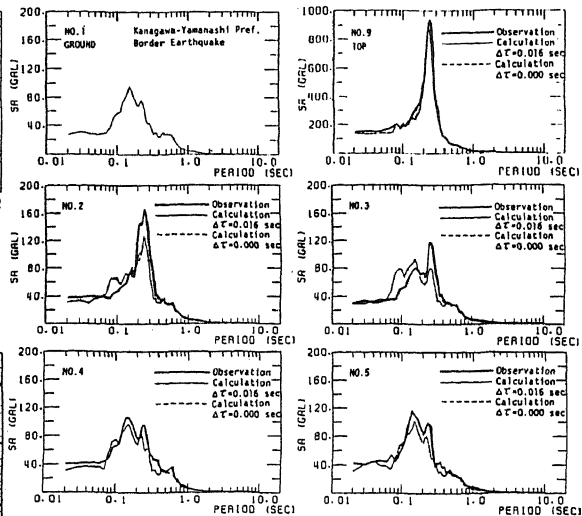 200.
160.
120.
80.
40.
SA (GAL)
NO.1 Kanagawa-Yamanashi Pref.
GROUND Border Earthquake
0.01 0.1 1.0 10.0
PERIOD (SEC)
1000.
800.
600.
400.
200.
SA (GAL)
NO.9
TOP
Observation
Calculation
Δτ=0.016 sec
Calculation
Δτ=0.000 sec
0.01 0.1 1.0 10.0
PERIOD (SEC)
200.
160.
120.
80.
40.
SA (GAL)
NO.2
Observation
Calculation
Δτ=0.016 sec
Calculation
Δτ=0.000 sec
0.01 0.1 1.0 10.0
PERIOD (SEC)
200.
160.
120.
80.
40.
SA (GAL)
NO.3
Observation
Calculation
Δτ=0.016 sec
Calculation
Δτ=0.000 sec
0.01 0.1 1.0 10.0
PERIOD (SEC)
200.
160.
120.
80.
40.
SA (GAL)
NO.4
Observation
Calculation
Δτ=0.016 sec
Calculation
Δτ=0.000 sec
0.01 0.1 1.0 10.0
PERIOD (SEC)
200.
160.
120.
80.
40.
SA (GAL)
NO.5
Observation
Calculation
Δτ=0.016 sec
Calculation
Δτ=0.000 sec
0.01 0.1 1.0 10.0
PERIOD (SEC)